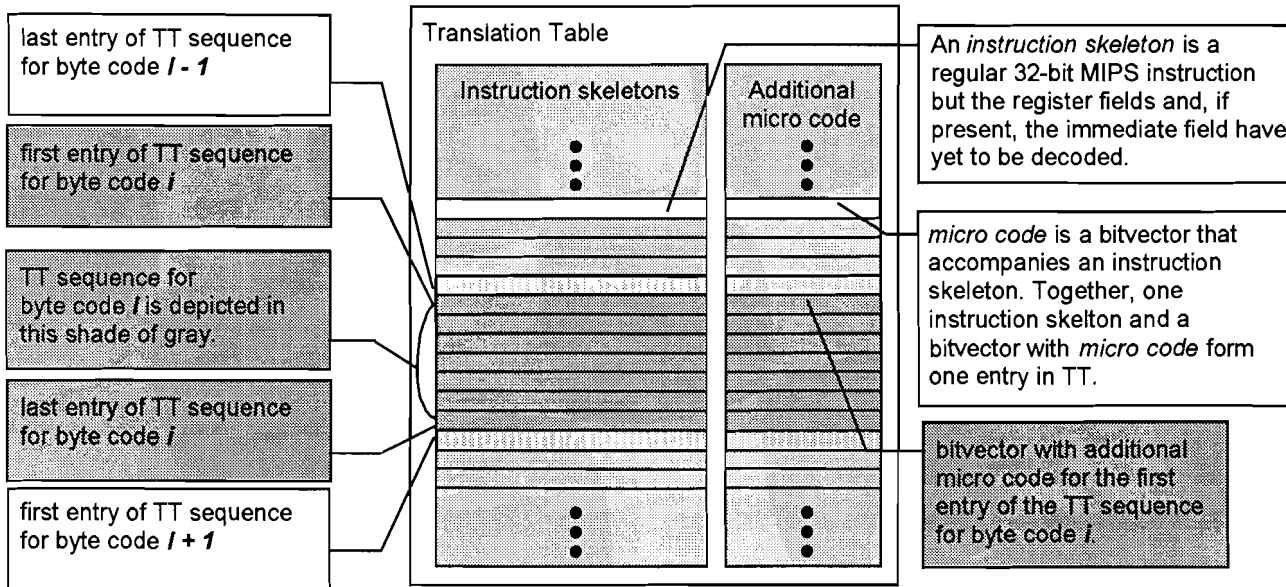 last entry of TT sequence
for byte code I - 1
first entry of TT sequence
for byte code i
TT sequence for
byte code I is depicted in
this shade of gray.
last entry of TT sequence
for byte code i
first entry of TT sequence
for byte code I + 1
Translation Table
Instruction skeletons
Additional
micro code
An instruction skeleton is a
regular 32-bit MIPS instruction
but the register fields and, if
present, the immediate field have
yet to be decoded.
micro code is a bitvector that
accompanies an instruction
skeleton. Together, one
instruction skelton and a
bitvector with micro code form
one entry in TT.
bitvector with additional
micro code for the first
entry of the TT sequence
for byte code i.